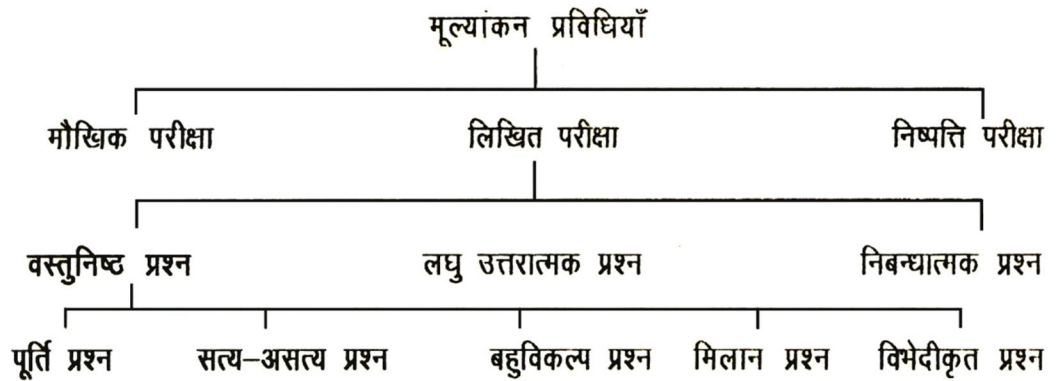 मूल्यांकन प्रविधियाँ
मौखिक परीक्षा लिखित परीक्षा निष्पत्ति परीक्षा
वस्तुनिष्ठ प्रश्न लघु उत्तरात्मक प्रश्न निबन्धात्मक प्रश्न
पूर्ति प्रश्न सत्य–असत्य प्रश्न बहुविकल्प प्रश्न मिलान प्रश्न विभेदीकृत प्रश्न